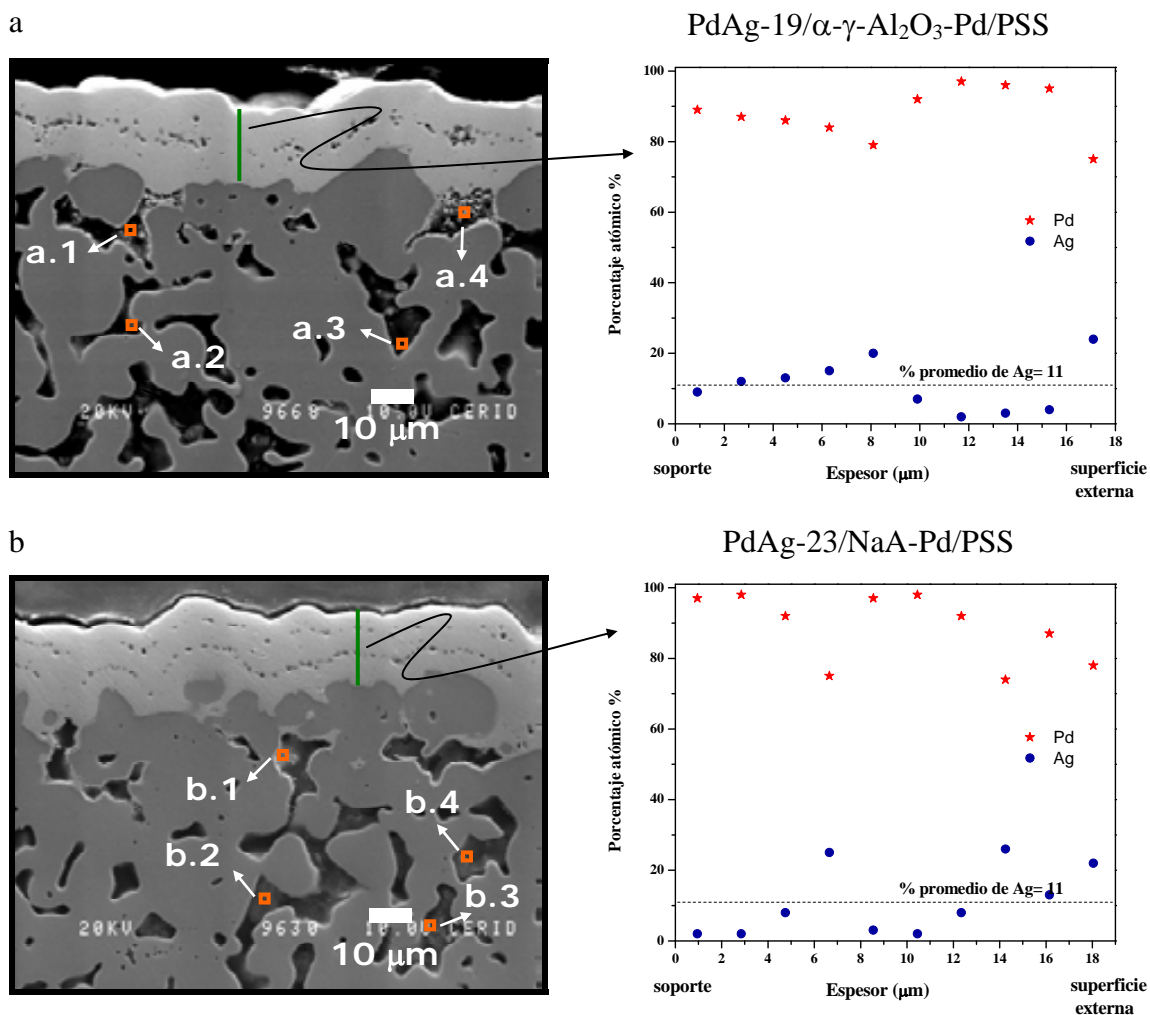 a
PdAg-19/α-γ-Al₂O₃-Pd/PSS
a.1
a.2
a.3
a.4
20KV 9668 10.0U CERID
10 μm
100
80
60
40
20
0
Porcentaje atómico %
Pd
Ag
% promedio de Ag= 11
0 2 4 6 8 10 12 14 16 18
soporte
Espesor (μm)
superficie
externa
b
PdAg-23/NaA-Pd/PSS
b.1
b.2
b.4
b.3
20KV 9630 10.0U CERID
10 μm
100
80
60
40
20
0
Porcentaje atómico %
Pd
Ag
% promedio de Ag= 11
0 2 4 6 8 10 12 14 16 18
soporte
Espesor (μm)
superficie
externa